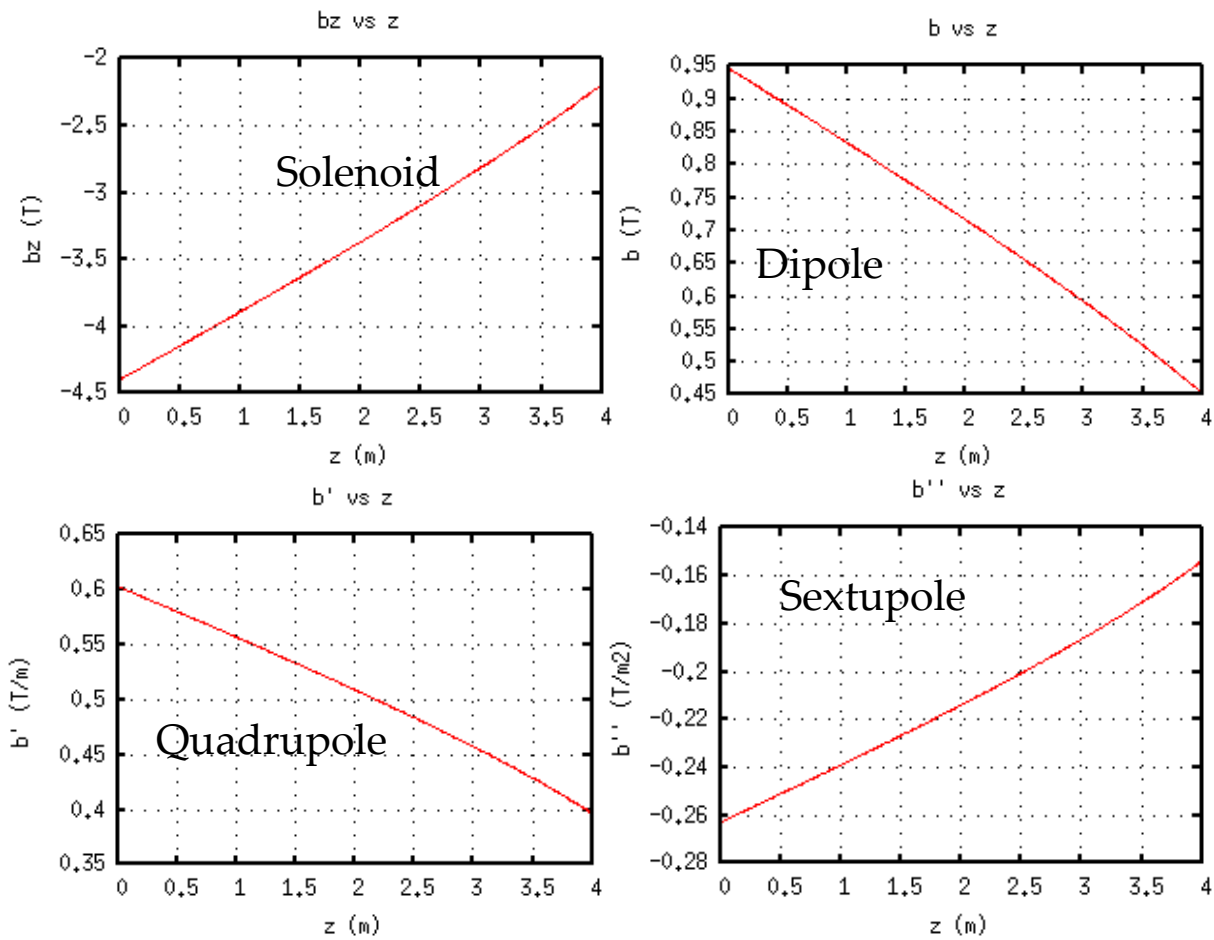 bz vs z
-2
-2.5
-3
-3.5
-4
-4.5
bz (T)
Solenoid
0 0.5 1 1.5 2 2.5 3 3.5 4
z (m)
b vs z
0.95
0.9
0.85
0.8
0.75
0.7
0.65
0.6
0.55
0.5
0.45
b (T)
Dipole
0 0.5 1 1.5 2 2.5 3 3.5 4
z (m)
b' vs z
0.65
0.6
0.55
0.5
0.45
0.4
0.35
b' (T/m)
Quadrupole
0 0.5 1 1.5 2 2.5 3 3.5 4
z (m)
b'' vs z
-0.14
-0.16
-0.18
-0.2
-0.22
-0.24
-0.26
-0.28
b'' (T/m2)
Sextupole
0 0.5 1 1.5 2 2.5 3 3.5 4
z (m)